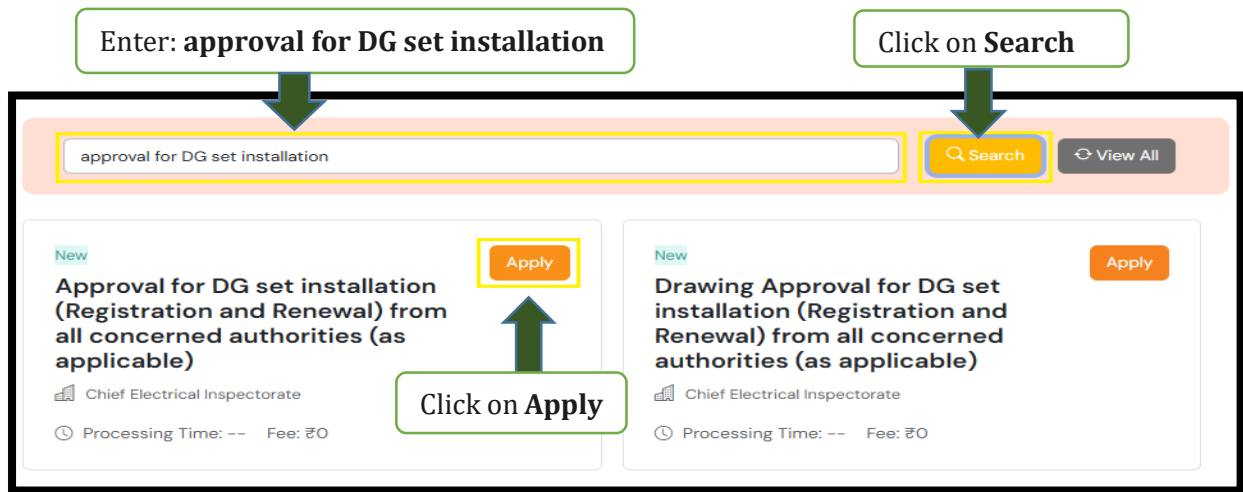 Enter: approval for DG set installation
Click on Search
approval for DG set installation
Search
View All
New
Apply
Approval for DG set installation
(Registration and Renewal) from
all concerned authorities (as
applicable)
Chief Electrical Inspectorate
Processing Time: -- Fee: ₹0
Click on Apply
New
Apply
Drawing Approval for DG set
installation (Registration and
Renewal) from all concerned
authorities (as applicable)
Chief Electrical Inspectorate
Processing Time: -- Fee: ₹0